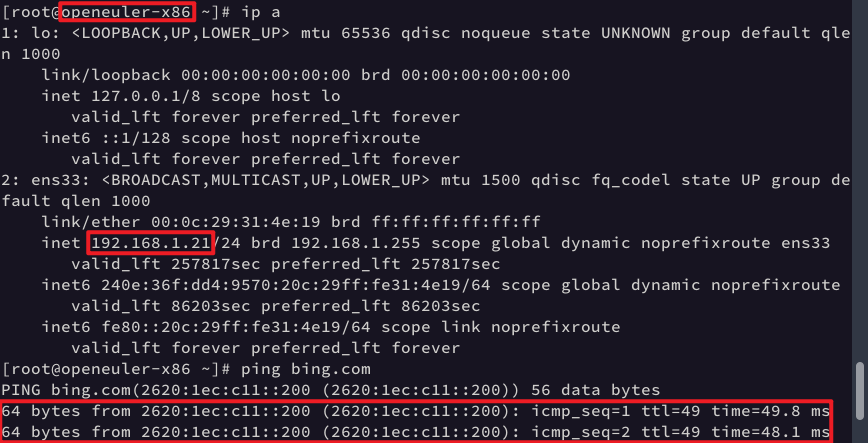 [root@openeuler-x86 ~]# ip a
1: lo: <LOOPBACK,UP,LOWER_UP> mtu 65536 qdisc noqueue state UNKNOWN group default qle
n 1000
    link/loopback 00:00:00:00:00:00 brd 00:00:00:00:00:00
    inet 127.0.0.1/8 scope host lo
       valid_lft forever preferred_lft forever
    inet6 ::1/128 scope host noprefixroute
       valid_lft forever preferred_lft forever
2: ens33: <BROADCAST,MULTICAST,UP,LOWER_UP> mtu 1500 qdisc fq_codel state UP group de
fault qlen 1000
    link/ether 00:0c:29:31:4e:19 brd ff:ff:ff:ff:ff:ff
    inet 192.168.1.21/24 brd 192.168.1.255 scope global dynamic noprefixroute ens33
       valid_lft 257817sec preferred_lft 257817sec
    inet6 240e:36f:dd4:9570:20c:29ff:fe31:4e19/64 scope global dynamic noprefixroute
       valid_lft 86203sec preferred_lft 86203sec
    inet6 fe80::20c:29ff:fe31:4e19/64 scope link noprefixroute
       valid_lft forever preferred_lft forever
[root@openeuler-x86 ~]# ping bing.com
PING bing.com(2620:1ec:c11::200 (2620:1ec:c11::200)) 56 data bytes
64 bytes from 2620:1ec:c11::200 (2620:1ec:c11::200): icmp_seq=1 ttl=49 time=49.8 ms
64 bytes from 2620:1ec:c11::200 (2620:1ec:c11::200): icmp_seq=2 ttl=49 time=48.1 ms